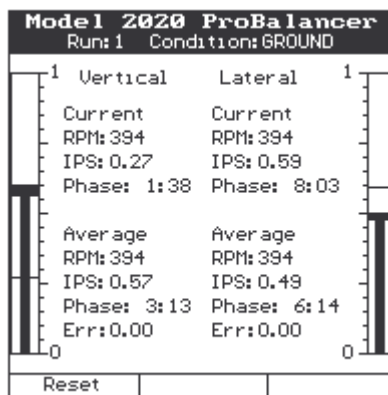 Model 2020 ProBalancer
Run:1 Condition:GROUND
1 Vertical Lateral 1
Current Current
RPM:394 RPM:394
IPS:0.27 IPS:0.59
Phase: 1:38 Phase: 8:03
Average Average
RPM:394 RPM:394
IPS:0.57 IPS:0.49
Phase: 3:13 Phase: 6:14
Err:0.00 Err:0.00
0 0
Reset